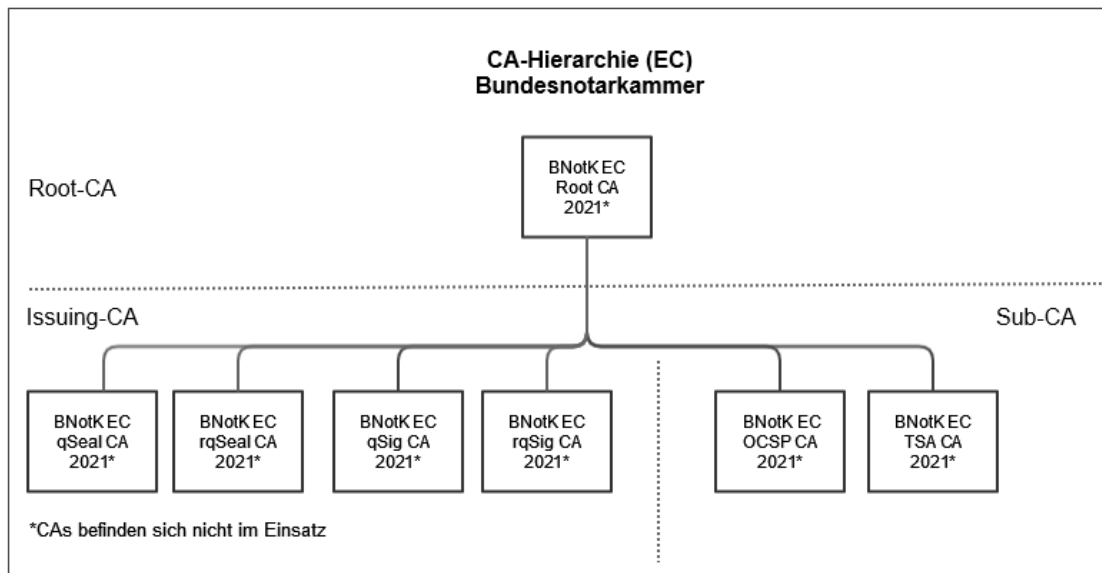 CA-Hierarchie (EC)
Bundesnotarkammer
Root-CA
BNotK EC
Root CA
2021*
Issuing-CA
Sub-CA
BNotK EC
qSeal CA
2021*
BNotK EC
rqSeal CA
2021*
BNotK EC
qSig CA
2021*
BNotK EC
rqSig CA
2021*
BNotK EC
OCSP CA
2021*
BNotK EC
TSA CA
2021*
*CAs befinden sich nicht im Einsatz